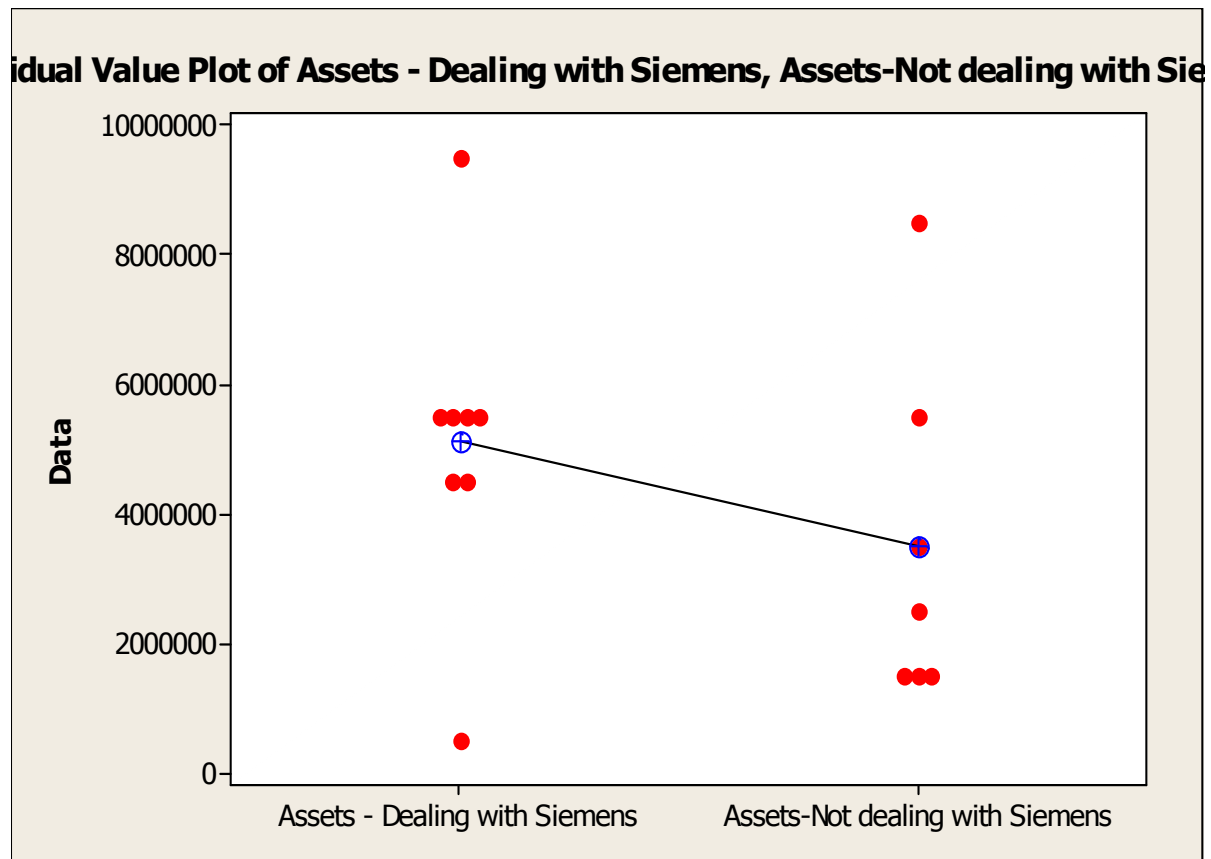 idual Value Plot of Assets - Dealing with Siemens, Assets-Not dealing with Sie
10000000
8000000
6000000
4000000
2000000
0
Data
Assets - Dealing with Siemens
Assets-Not dealing with Siemens